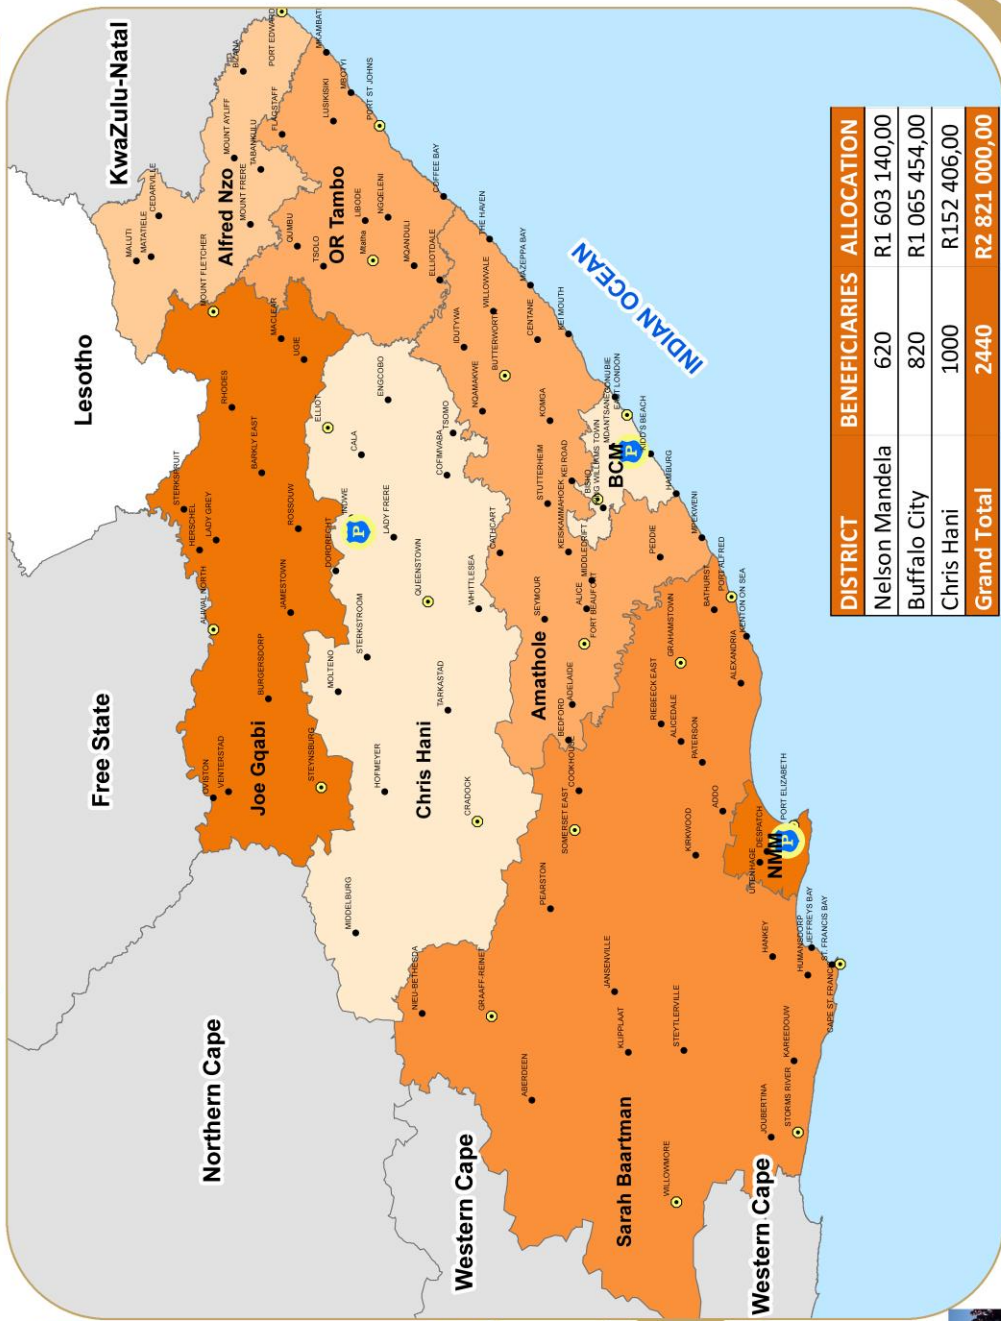 Lesotho
KwaZulu-Natal
Free State
Northern Cape
Western Cape
Western Cape
INDIAN OCEAN
Alfred Nzo
MALUTI
MATATIELE
CEDARVILLE
MOUNT FRERE
MOUNT AYLIFF
TABANKULU
BIZANA
PORT EDWARD
OR Tambo
FLAGSTAFF
LUSIKISIKI
MBOTYI
PORT ST JOHNS
QUMBU
TSOLO
LIBODE
NGQELENI
Mtatha
MQANDULI
COFFEE BAY
Joe Gqabi
MOUNT FLETCHER
MACLEAR
UGIE
RHODES
BARKLY EAST
STERKSPRUIT
HERSCHEL
LADY GREY
ROSSOUW
ALIWAL NORTH
JAMESTOWN
BURGERSDORP
OVISTON
VENTERSTAD
STEYNSBURG
Chris Hani
ELLIOT
CALA
ENGCOBO
TSOMO
COFIMVABA
INDWE
P
DORDRECHT
LADY FRERE
QUEENSTOWN
WHITTLESEA
STERKSTROOM
MOLTENO
TARKASTAD
HOFMEYER
CRADOCK
MIDDELBURG
Amathole
ELLIOTDALE
THE HAVEN
WILLOWVALE
IDUTYWA
MAZEPPA BAY
BUTTERWORTH
CENTANE
NQAMAKWE
KEI MOUTH
KOMGA
STUTTERHEIM
KEI ROAD
CATHCART
KEISKAMMAHOEK
SEYMOUR
MIDDLEDRIFT
ALICE
FORT BEAUFORT
ADELAIDE
BEDFORD
PEDDIE
HAMBURG
MPEKWENI
BCM
P
BISHO
KIDD'S BEACH
EAST LONDON
Sarah Baartman
COOKHOUSE
SOMERSET EAST
PEARSTON
RIEBEECK EAST
GRAHAMSTOWN
ALICEDALE
PATERSON
BATHURST
PORT ALFRED
KENTON ON SEA
ALEXANDRIA
ADDO
KIRKWOOD
NIEU-BETHESDA
GRAAFF-REINET
ABERDEEN
JANSENVILLE
KLIPPLAAT
STEYTLERVILLE
WILLOWMORE
HANKEY
HUMANSDORP
JEFFREYS BAY
ST. FRANCIS BAY
KAREEDOUW
JOUBERTINA
STORMS RIVER
NMM
P
UITENHAGE
DESPATCH
PORT ELIZABETH
DISTRICT BENEFICIARIES ALLOCATION
Nelson Mandela 620 R1 603 140,00
Buffalo City 820 R1 065 454,00
Chris Hani 1000 R152 406,00
Grand Total 2440 R2 821 000,00